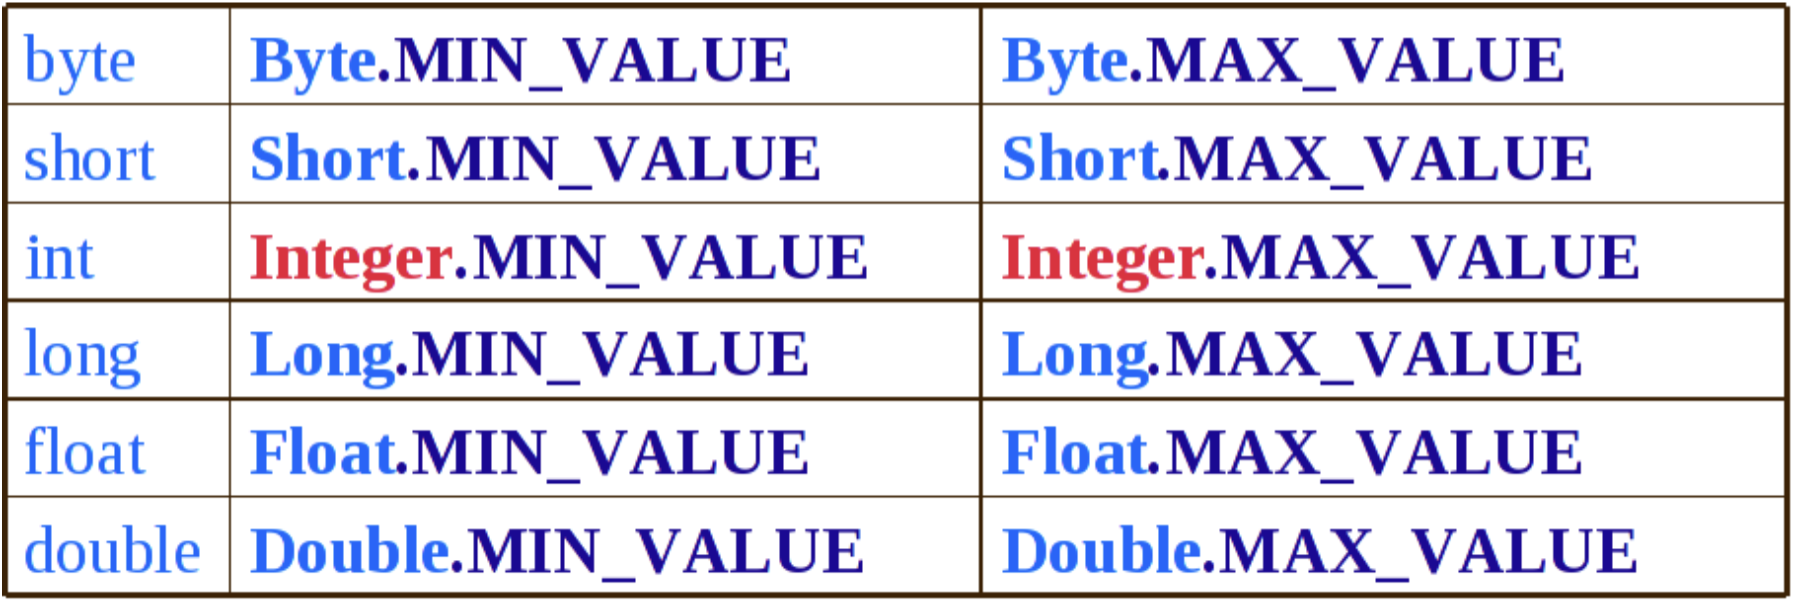 byte Byte.MIN_VALUE Byte.MAX_VALUE
short Short.MIN_VALUE Short.MAX_VALUE
int Integer.MIN_VALUE Integer.MAX_VALUE
long Long.MIN_VALUE Long.MAX_VALUE
float Float.MIN_VALUE Float.MAX_VALUE
double Double.MIN_VALUE Double.MAX_VALUE